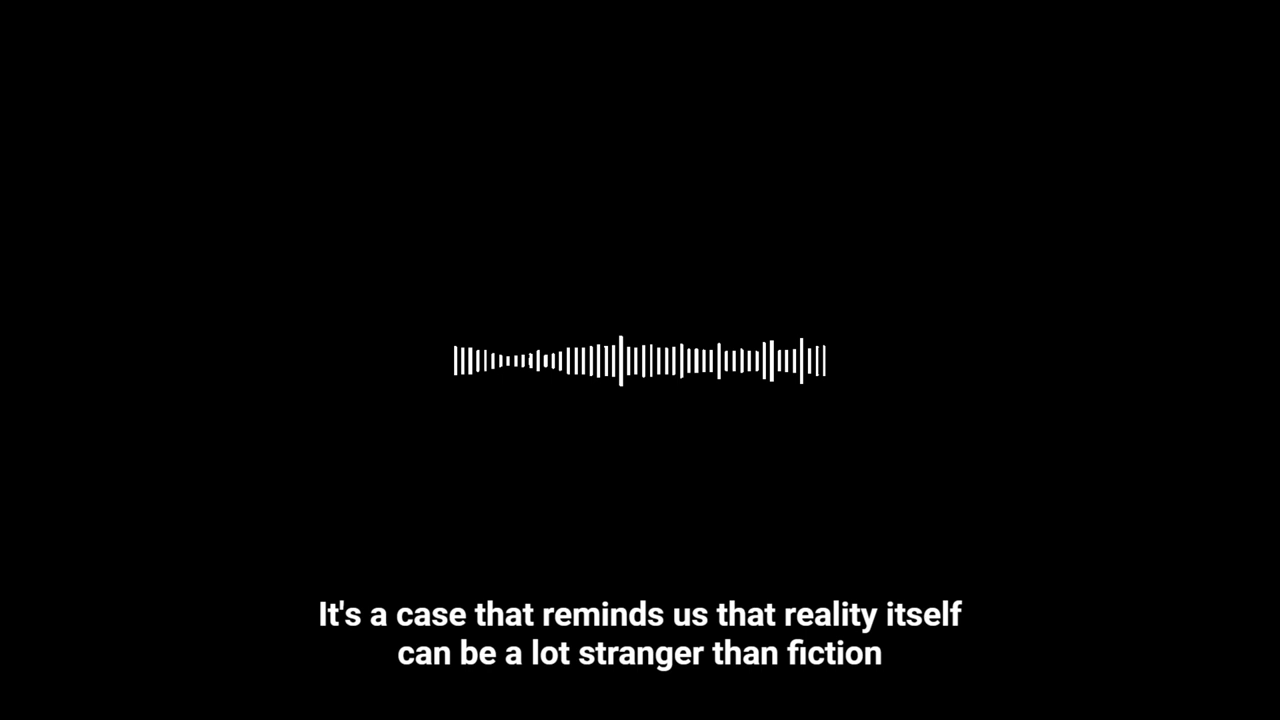 It's a case that reminds us that reality itself
can be a lot stranger than fiction